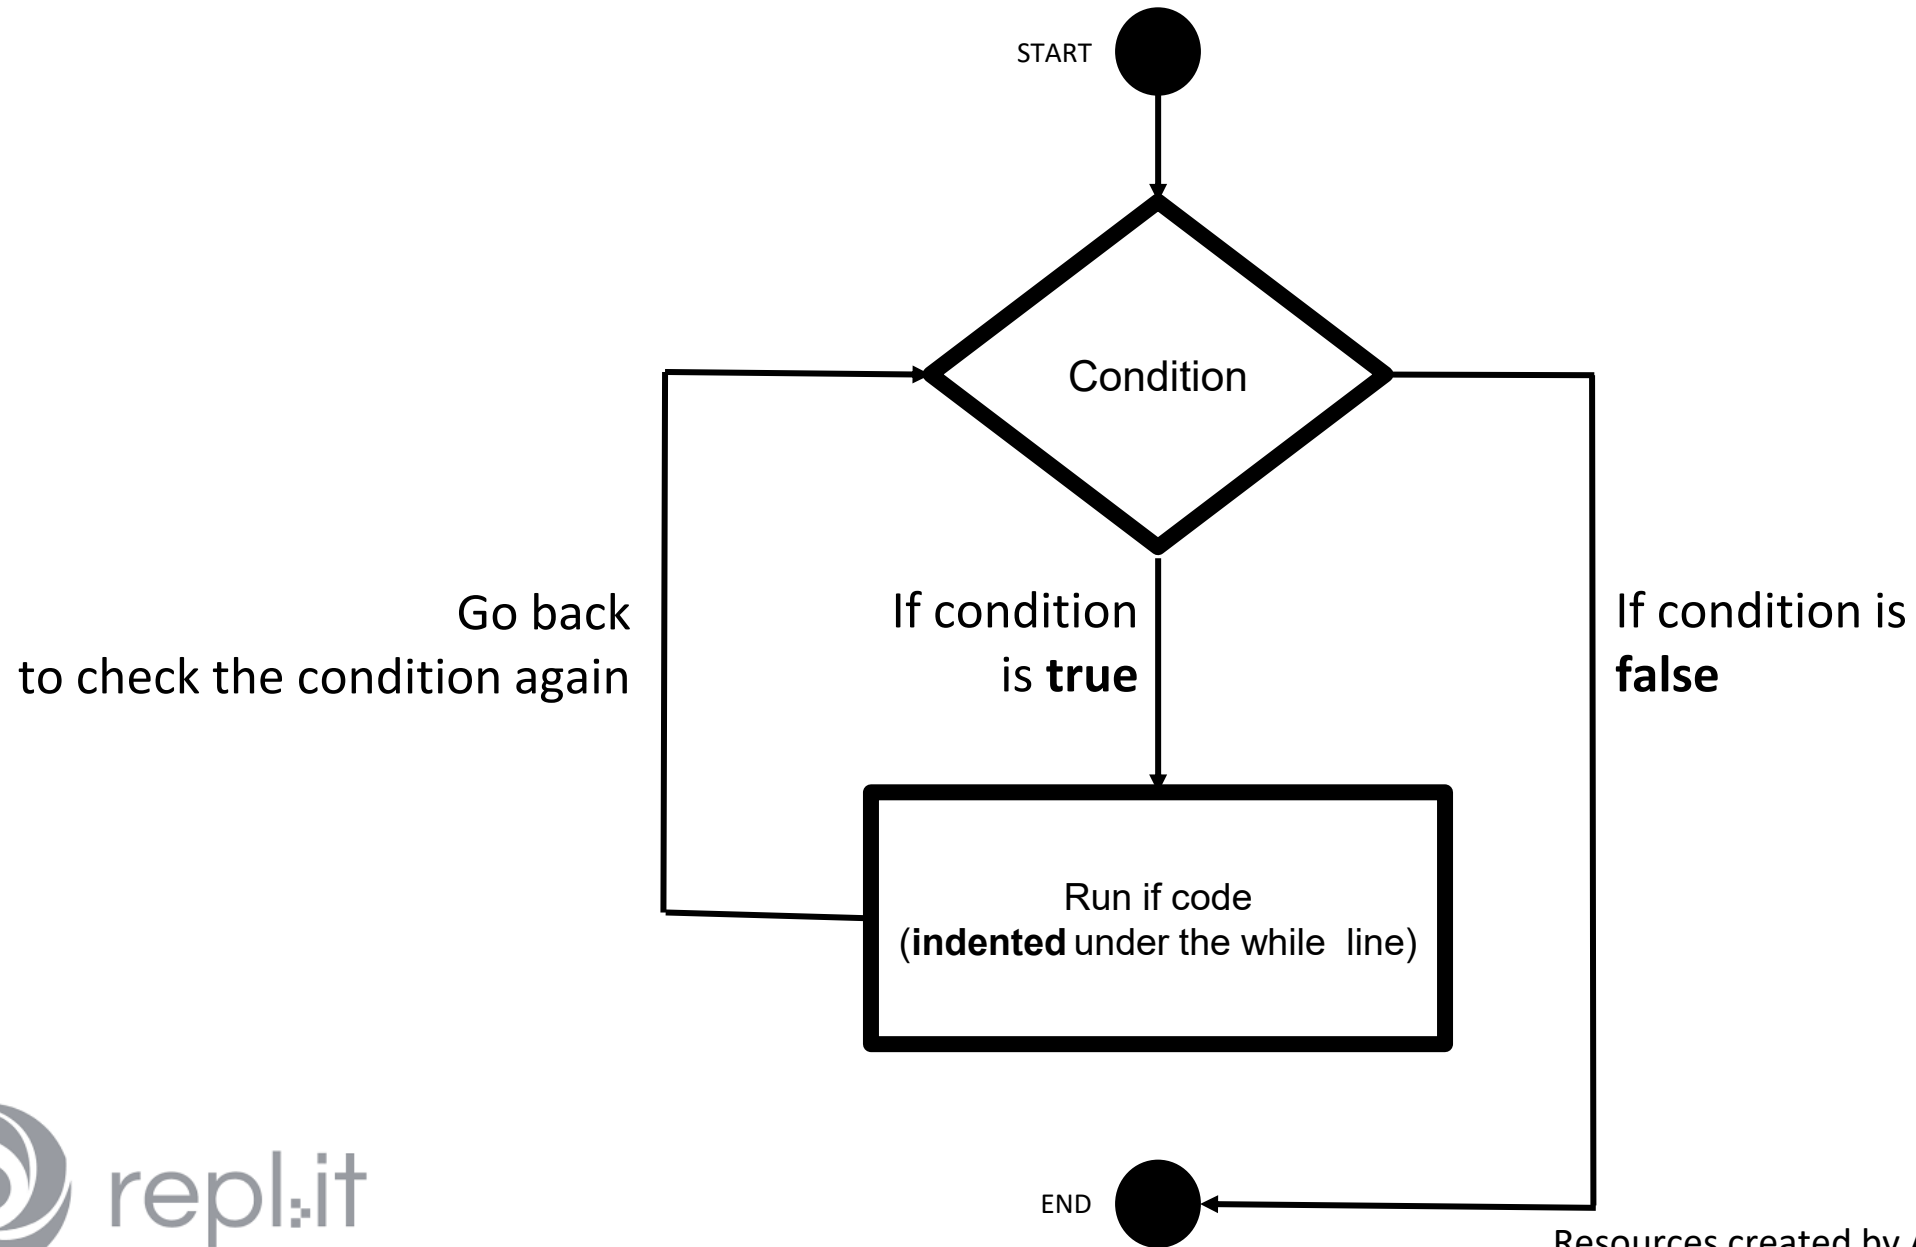 START
Condition
Go back
to check the condition again
If condition
is true
If condition is
false
Run if code
(indented under the while line)
repl:it
END
Resources created by